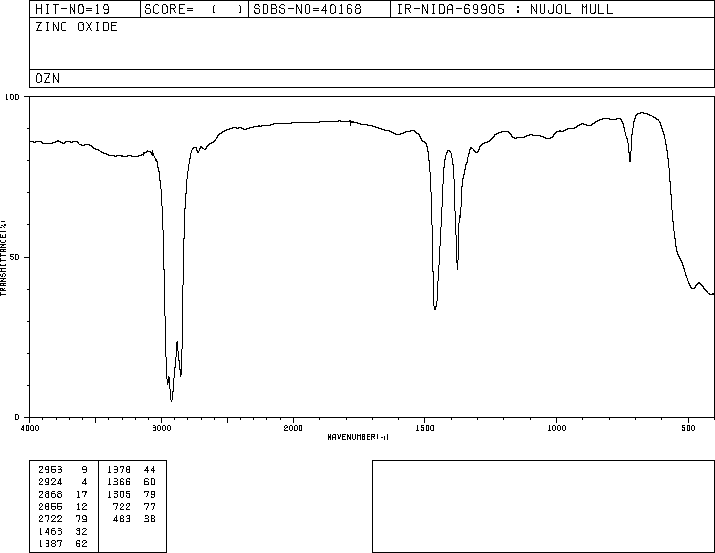 HIT-NO=19 SCORE= ( ) SDBS-NO=40168 IR-NIDA-69905 : NUJOL MULL
ZINC OXIDE
OZN
100
50
0
TRANSMITTANCE(%)
4000 3000 2000 1500 1000 500
WAVENUMBER(-1)
2953 9 1378 44
2924 4 1366 60
2868 17 1305 79
2855 12 722 77
2722 79 483 38
1463 32
1387 62